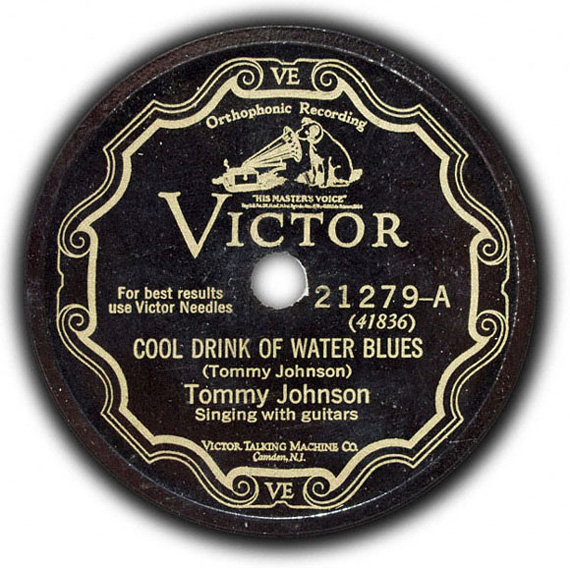 VE
Orthophonic Recording
"HIS MASTER'S VOICE"
VICTOR
For best results
use Victor Needles
21279-A
(41836)
COOL DRINK OF WATER BLUES
(Tommy Johnson)
Tommy Johnson
Singing with guitars
VICTOR TALKING MACHINE CO.
Camden, N.J.
VE